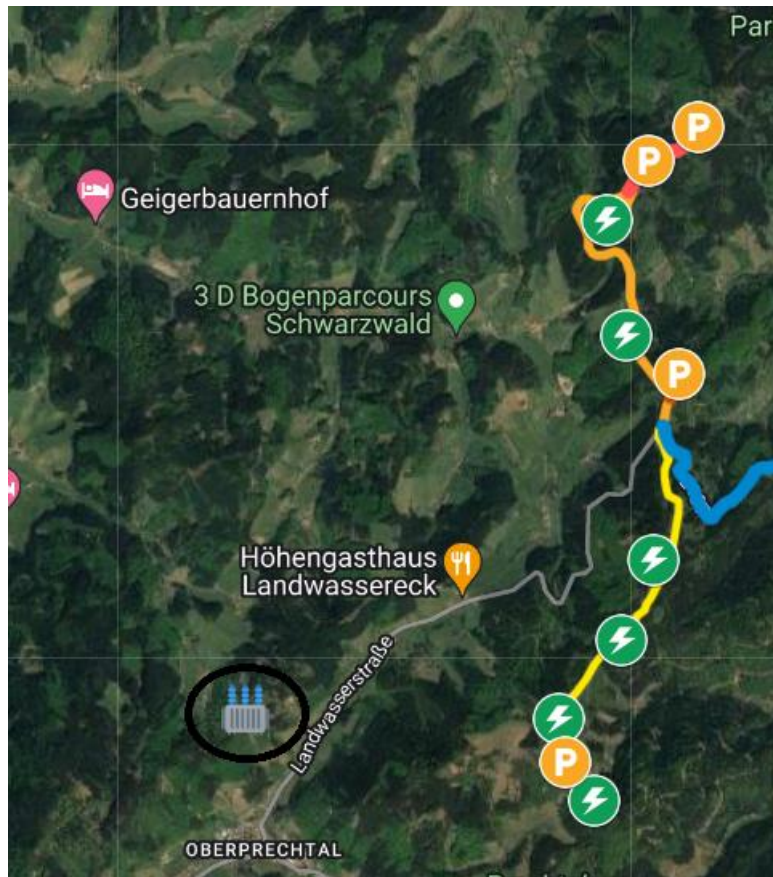 Par
P
P
Geigerbauernhof
3 D Bogenparcours
Schwarzwald
P
Höhengasthaus
Landwassereck
Landwasserstraße
P
OBERPRECHTAL